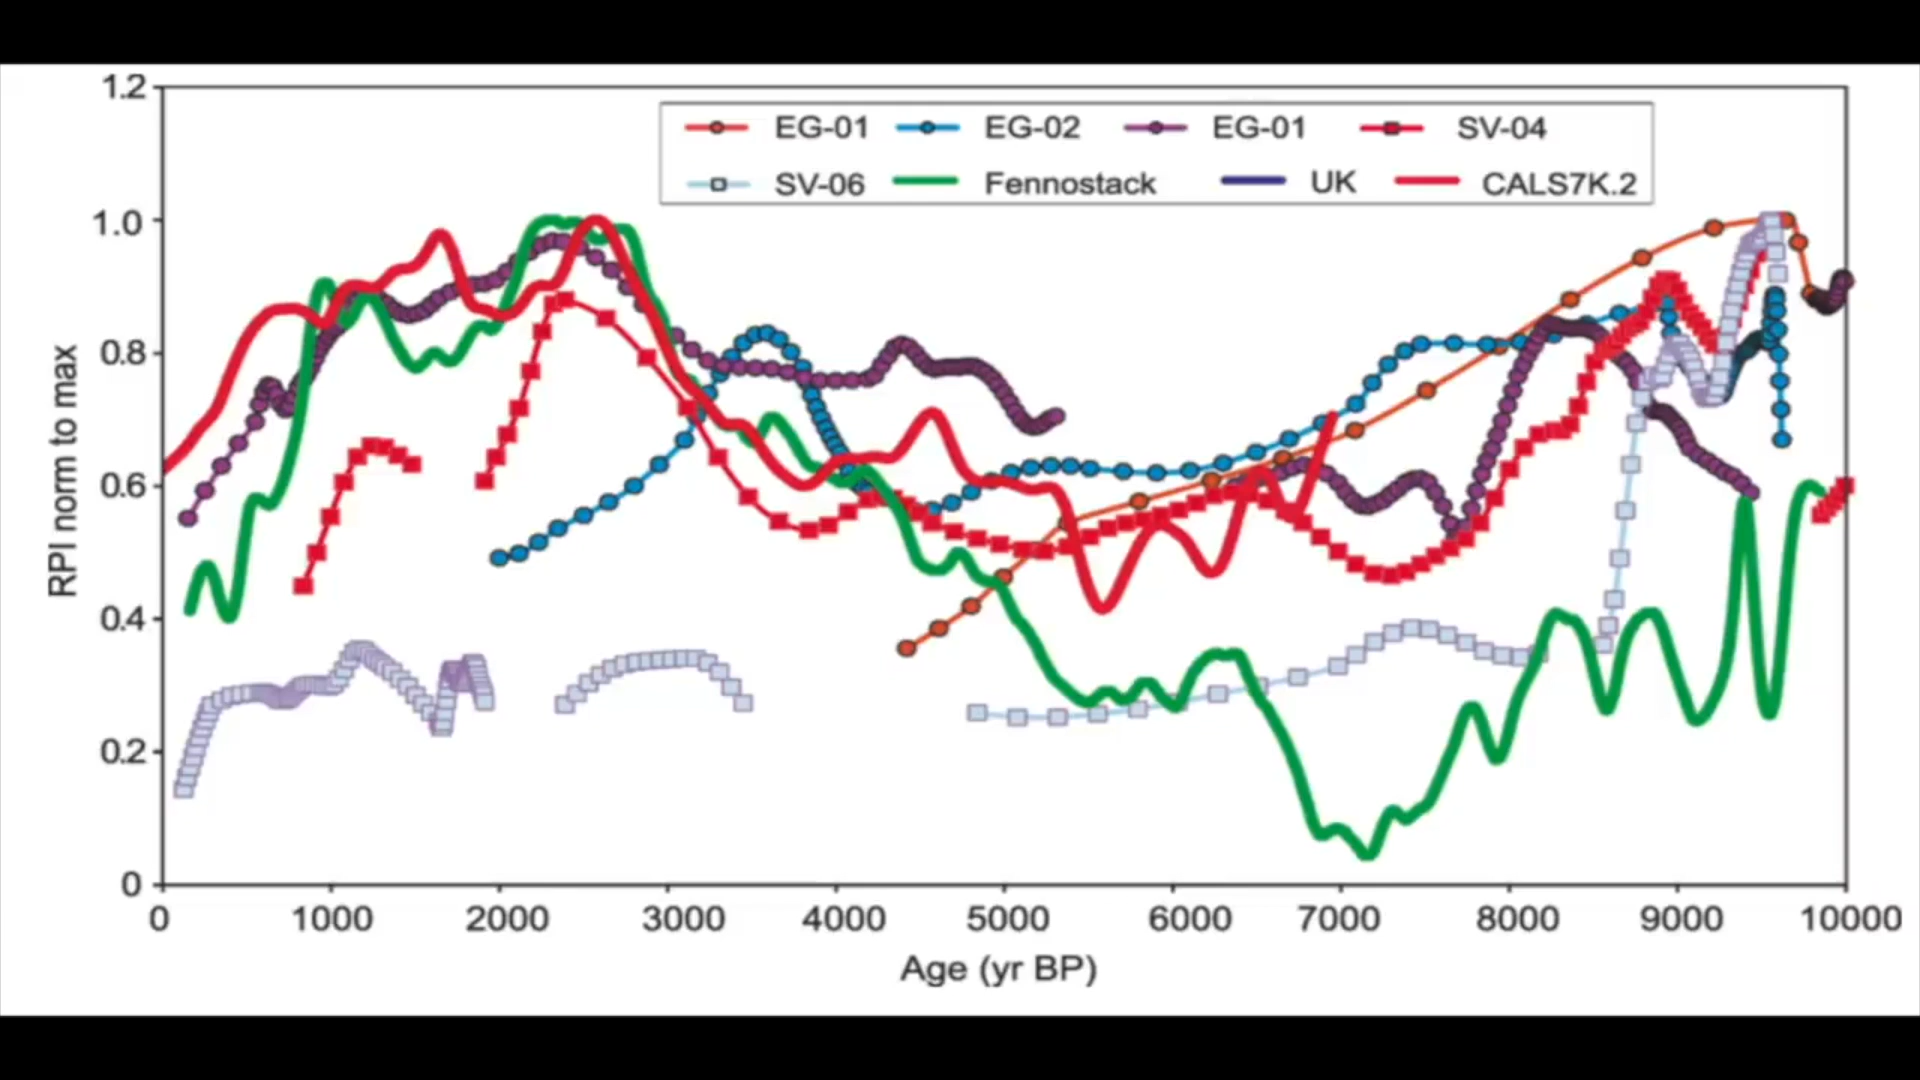 1.2
EG-01 EG-02 EG-01 SV-04
SV-06 Fennostack UK CALS7K.2
1.0
0.8
0.6
0.4
0.2
0
RPI norm to max
0 1000 2000 3000 4000 5000 6000 7000 8000 9000 10000
Age (yr BP)